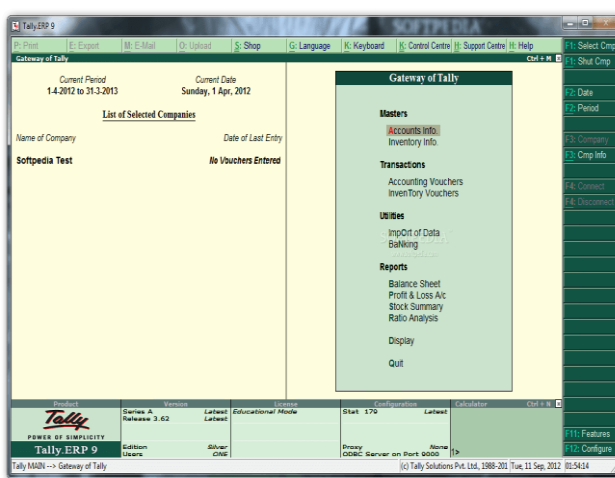 Tally.ERP 9
P: Print E: Export M: E-Mail O: Upload S: Shop G: Language K: Keyboard K: Control Centre H: Support Centre H: Help
F1: Select Cmp
Gateway of Tally Ctrl + M
F1: Shut Cmp
Current Period Current Date
1-4-2012 to 31-3-2013 Sunday, 1 Apr, 2012
List of Selected Companies
Name of Company Date of Last Entry
Softpedia Test No Vouchers Entered
Gateway of Tally
Masters
Accounts Info.
Inventory Info.
Transactions
Accounting Vouchers
InvenTory Vouchers
Utilities
ImpOrt of Data
BaNking
Reports
Balance Sheet
Profit & Loss A/c
Stock Summary
Ratio Analysis
Display
Quit
F2: Date
F2: Period
F3: Company
F3: Cmp Info
F4: Connect
F4: Disconnect
F11: Features
F12: Configure
Product Version License Configuration Calculator Ctrl + N
Tally
POWER OF SIMPLICITY
Tally.ERP 9
Series A Latest
Release 3.62 Latest
Edition Silver
Users ONE
Educational Mode
Stat 179 Latest
Proxy None
ODBC Server on Port 9000
1>
Tally MAIN --> Gateway of Tally (c) Tally Solutions Pvt. Ltd., 1988-201 Tue, 11 Sep, 2012 01:54:14